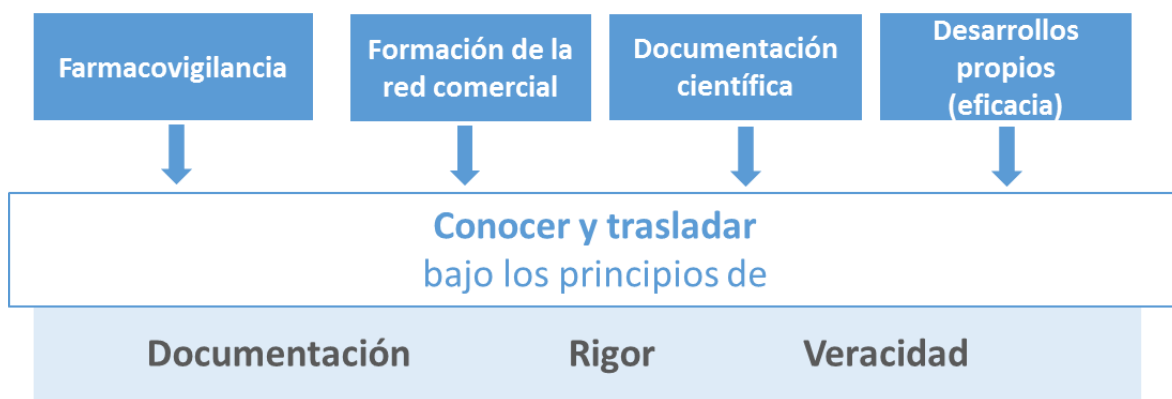 Farmacovigilancia
Formación de la
red comercial
Documentación
científica
Desarrollos
propios
(eficacia)
Conocer y trasladar
bajo los principios de
Documentación Rigor Veracidad